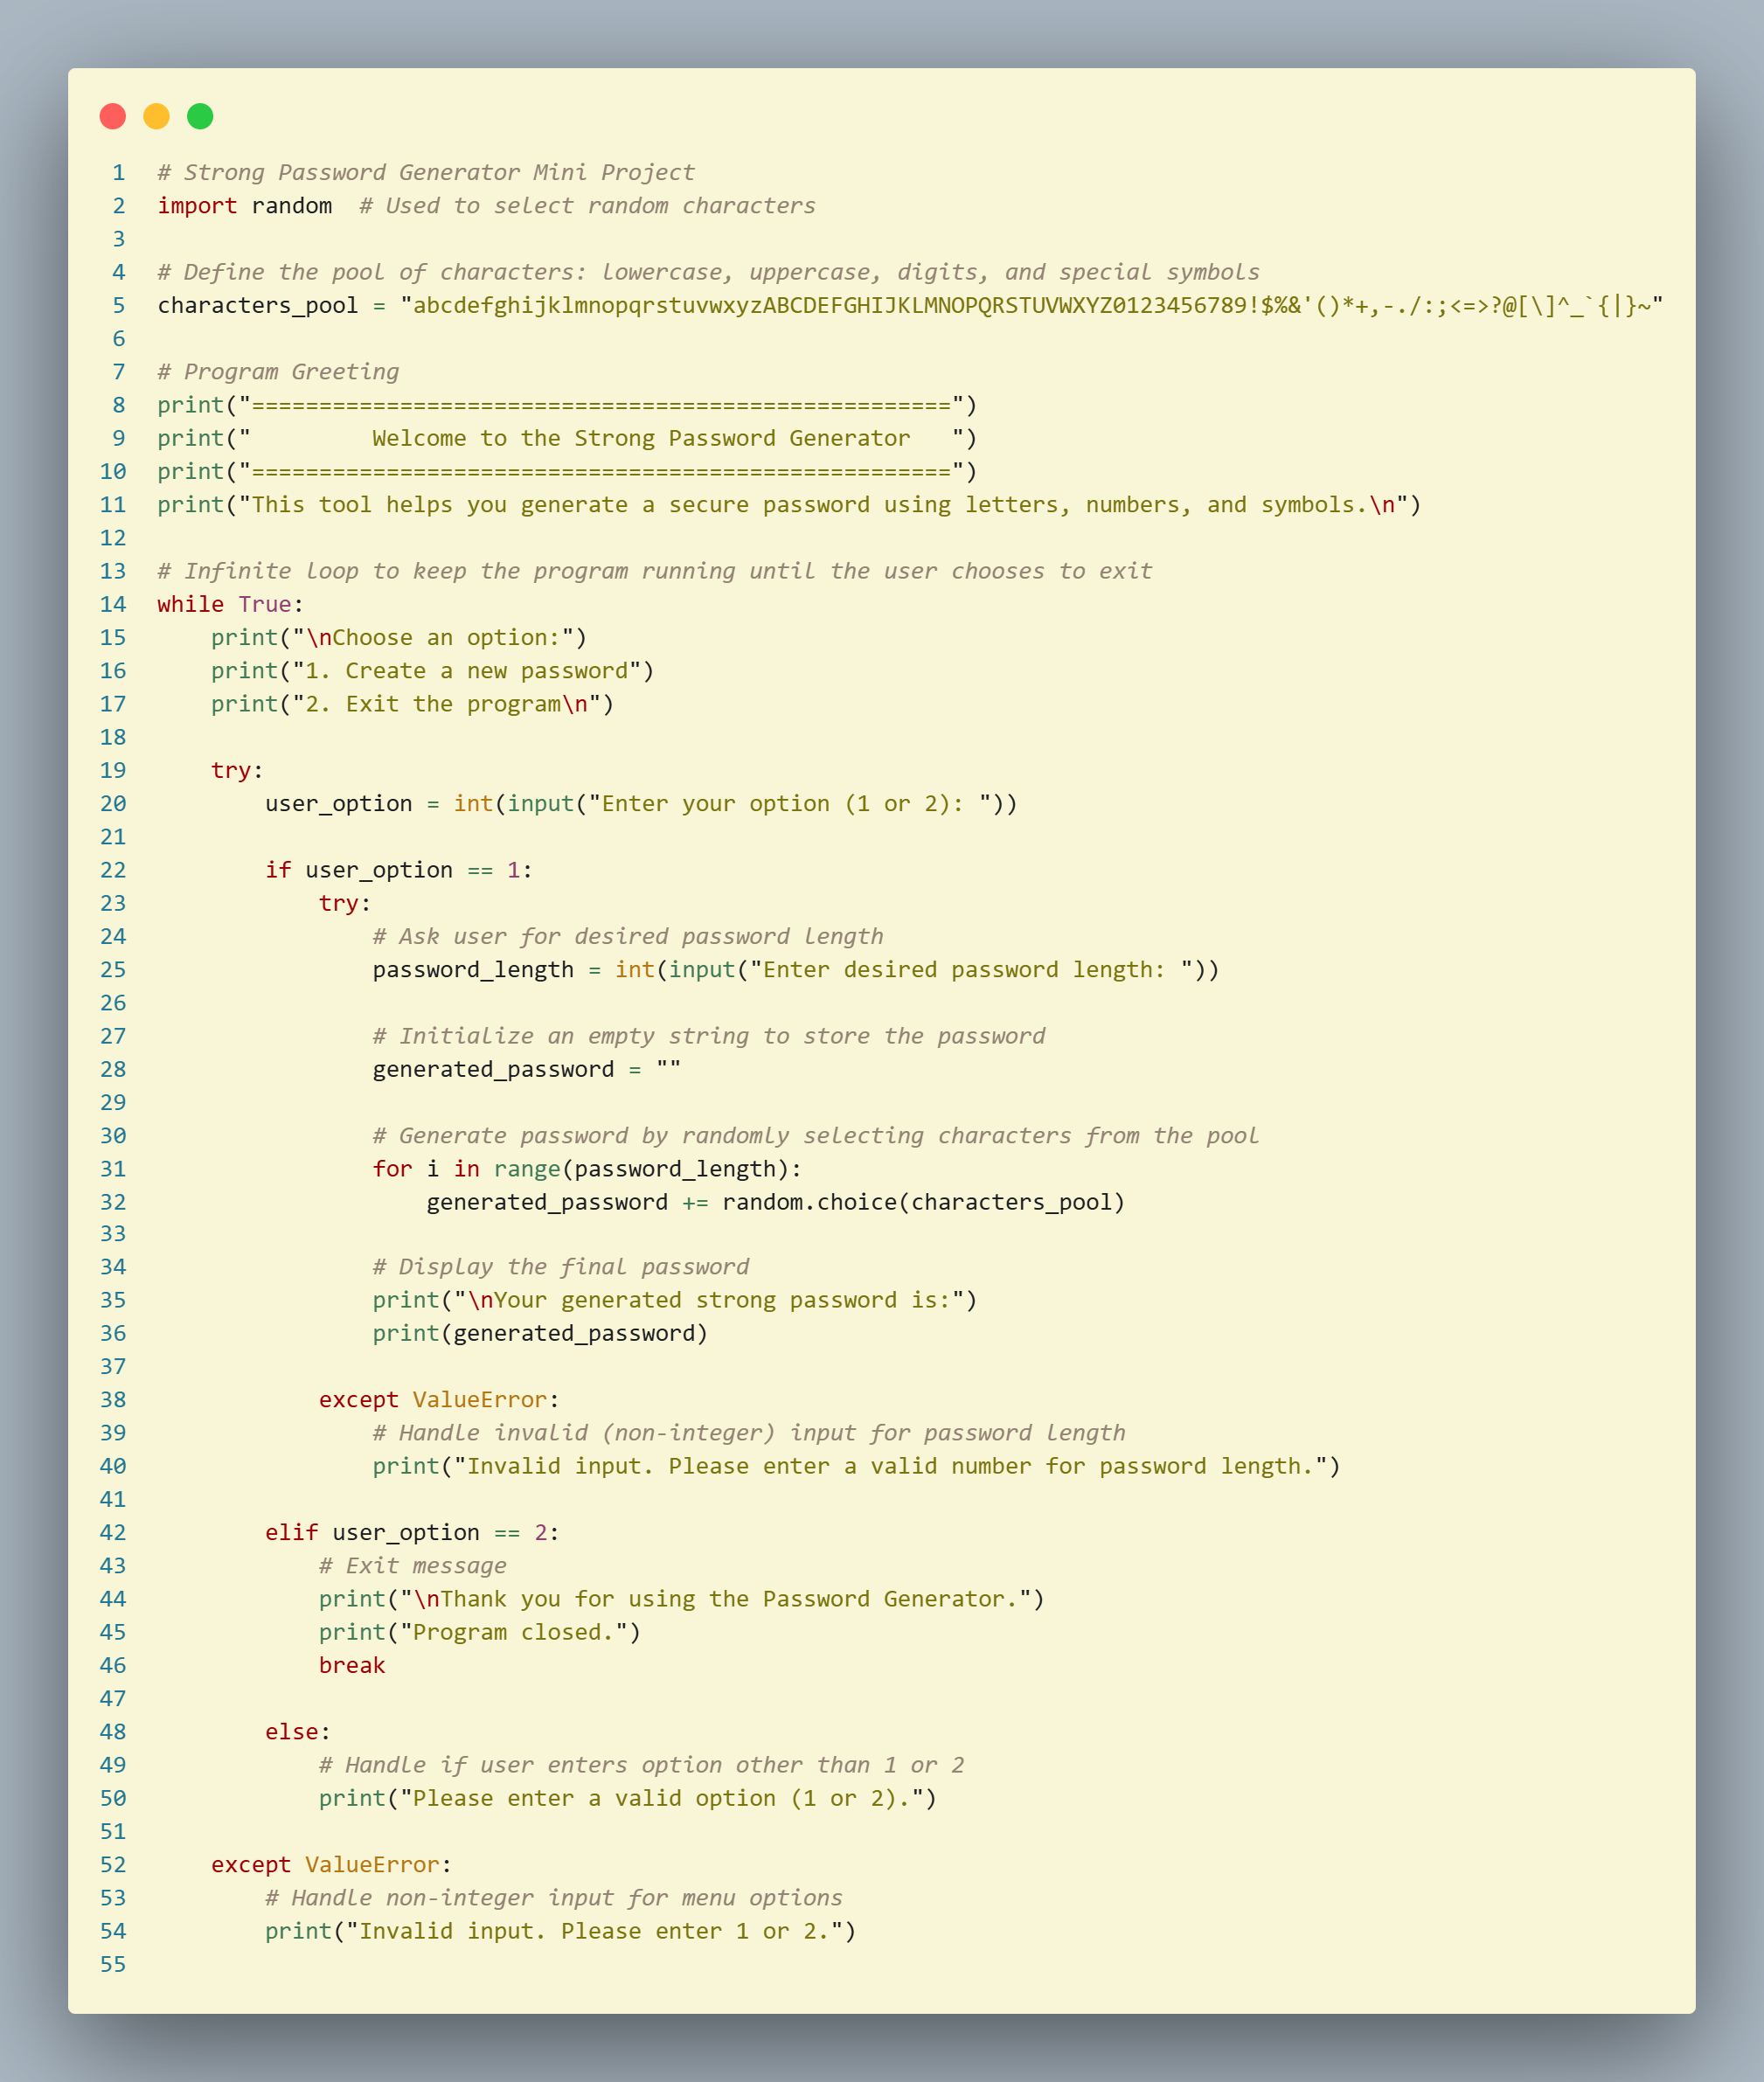 1 # Strong Password Generator Mini Project
2 import random  # Used to select random characters
3
4 # Define the pool of characters: lowercase, uppercase, digits, and special symbols
5 characters_pool = "abcdefghijklmnopqrstuvwxyzABCDEFGHIJKLMNOPQRSTUVWXYZ0123456789!$%&'()*+,-./:;<=>?@[\]^_`{|}~"
6
7 # Program Greeting
8 print("====================================================")
9 print("         Welcome to the Strong Password Generator   ")
10 print("====================================================")
11 print("This tool helps you generate a secure password using letters, numbers, and symbols.\n")
12
13 # Infinite loop to keep the program running until the user chooses to exit
14 while True:
15     print("\nChoose an option:")
16     print("1. Create a new password")
17     print("2. Exit the program\n")
18
19     try:
20         user_option = int(input("Enter your option (1 or 2): "))
21
22         if user_option == 1:
23             try:
24                 # Ask user for desired password length
25                 password_length = int(input("Enter desired password length: "))
26
27                 # Initialize an empty string to store the password
28                 generated_password = ""
29
30                 # Generate password by randomly selecting characters from the pool
31                 for i in range(password_length):
32                     generated_password += random.choice(characters_pool)
33
34                 # Display the final password
35                 print("\nYour generated strong password is:")
36                 print(generated_password)
37
38             except ValueError:
39                 # Handle invalid (non-integer) input for password length
40                 print("Invalid input. Please enter a valid number for password length.")
41
42         elif user_option == 2:
43             # Exit message
44             print("\nThank you for using the Password Generator.")
45             print("Program closed.")
46             break
47
48         else:
49             # Handle if user enters option other than 1 or 2
50             print("Please enter a valid option (1 or 2).")
51
52     except ValueError:
53         # Handle non-integer input for menu options
54         print("Invalid input. Please enter 1 or 2.")
55